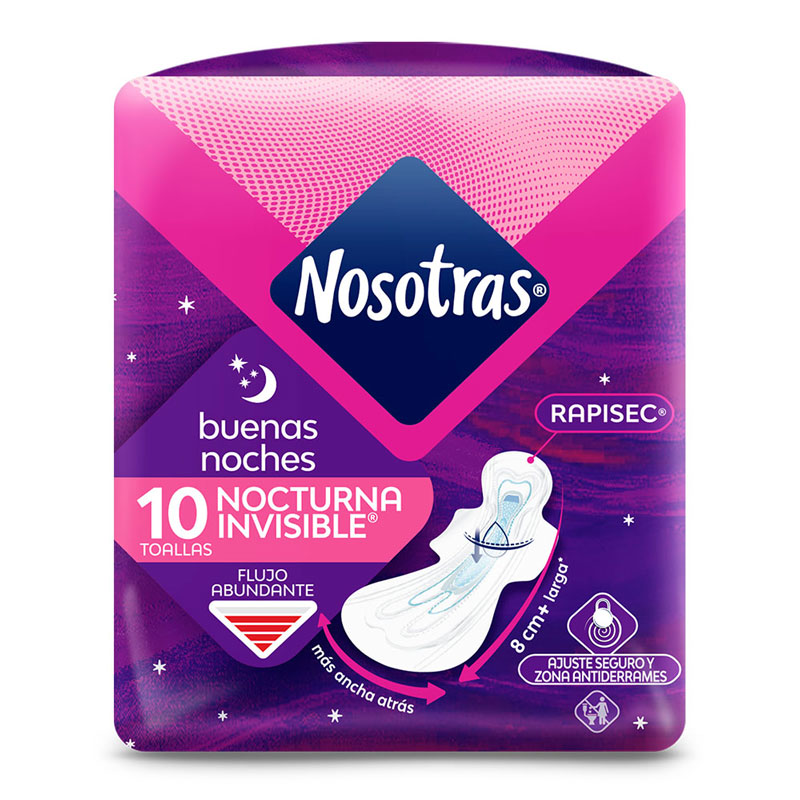 Nosotras®
buenas
noches
10 TOALLAS
NOCTURNA
INVISIBLE®
FLUJO
ABUNDANTE
RAPISEC®
8 cm+ larga*
más ancha atrás
AJUSTE SEGURO Y
ZONA ANTIDERRAMES